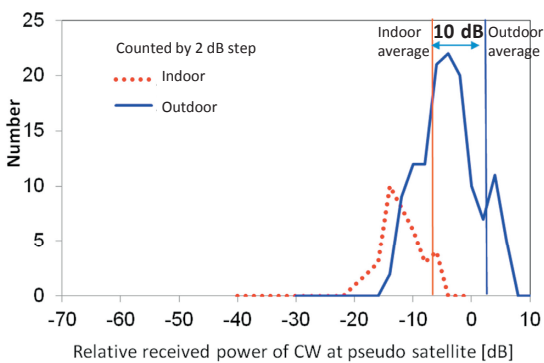 Indoor
average
10 dB
Outdoor
average
Counted by 2 dB step
Indoor
Outdoor
Number
25
20
15
10
5
0
-70 -60 -50 -40 -30 -20 -10 0 10
Relative received power of CW at pseudo satellite [dB]